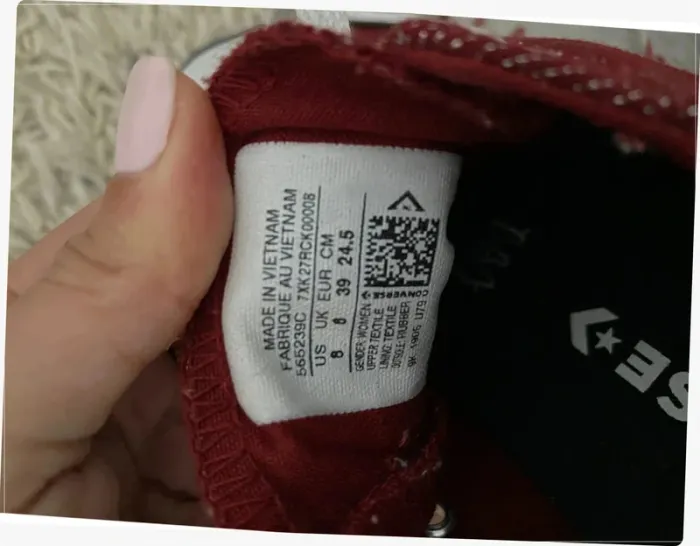 MADE IN VIETNAM
FABRIQUE AU VIETNAM
565239C 7XK27RCK00008
US UK EUR CM
8 6 39 24.5
CONVERSE
GENDER: WOMEN
UPPER: TEXTILE
LINING: TEXTILE
OUTSOLE: RUBBER
SE